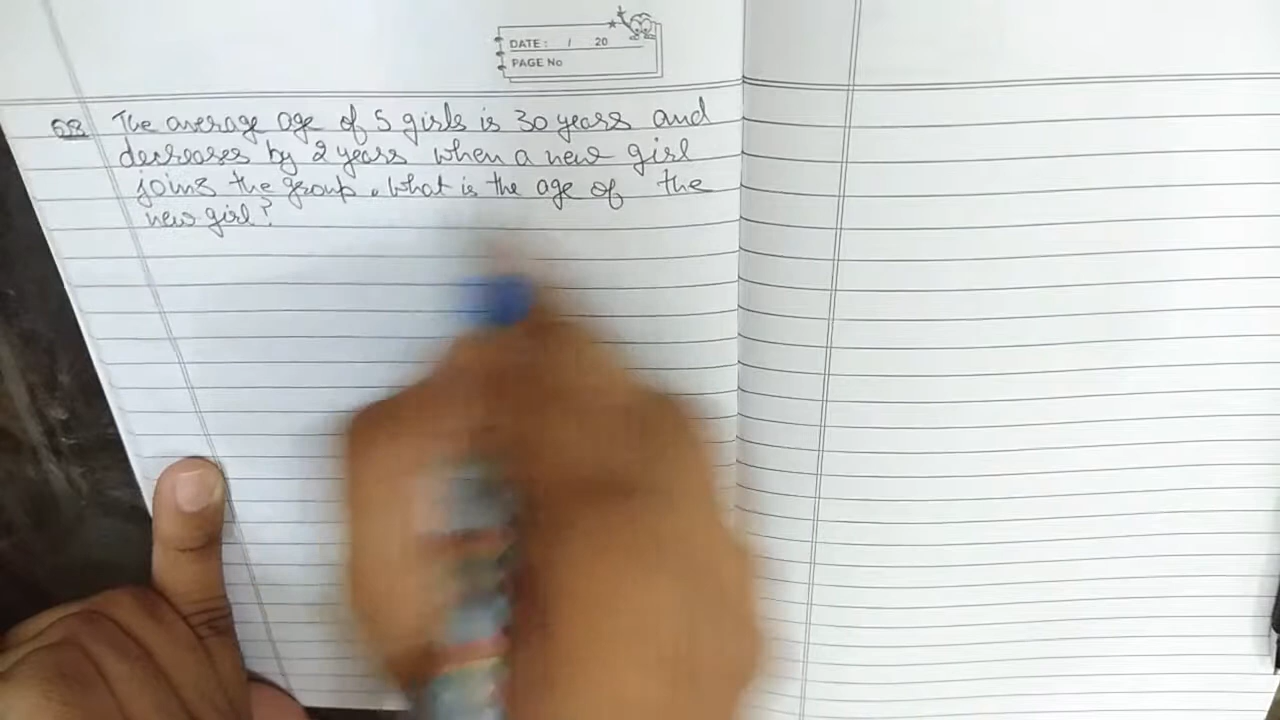 DATE: / 20
PAGE No
Q8 The average age of 5 girls is 30 years and
decreases by 2 years when a new girl
joins the group. What is the age of the
new girl?